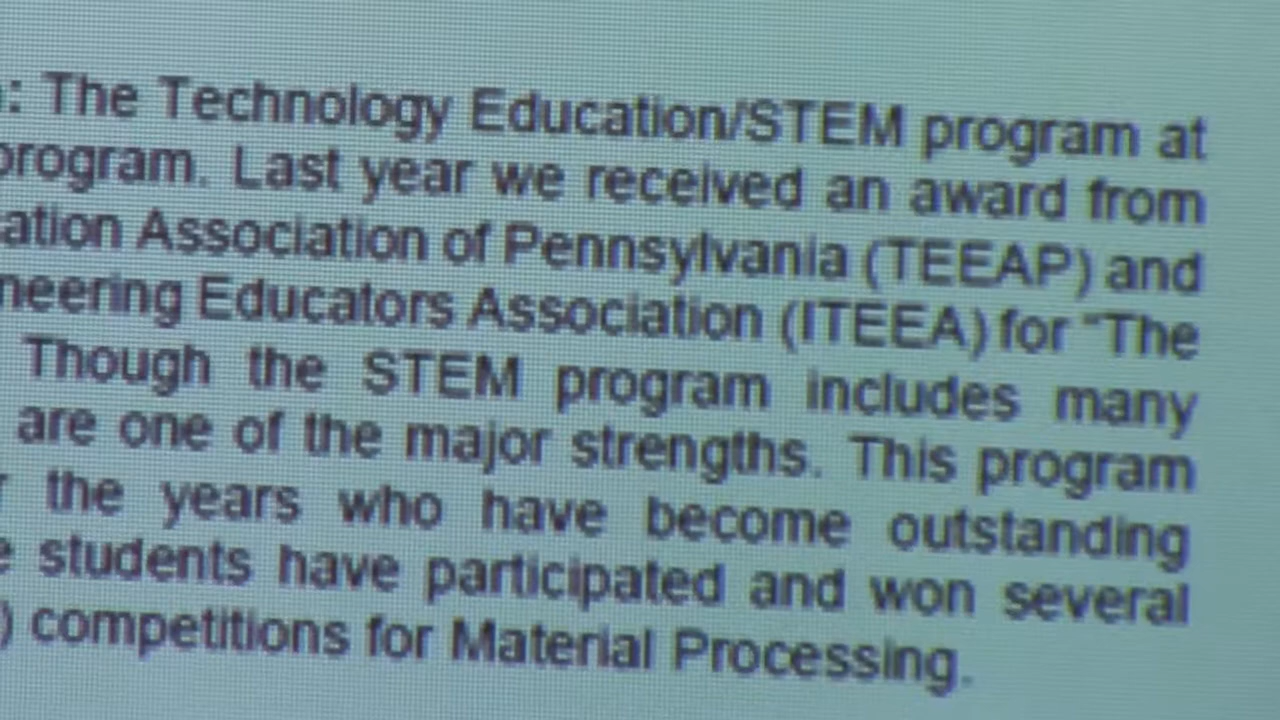 : The Technology Education/STEM program at
program. Last year we received an award from
ation Association of Pennsylvania (TEEAP) and
neering Educators Association (ITEEA) for "The
Though the STEM program includes many
are one of the major strengths. This program
the years who have become outstanding
students have participated and won several
) competitions for Material Processing.